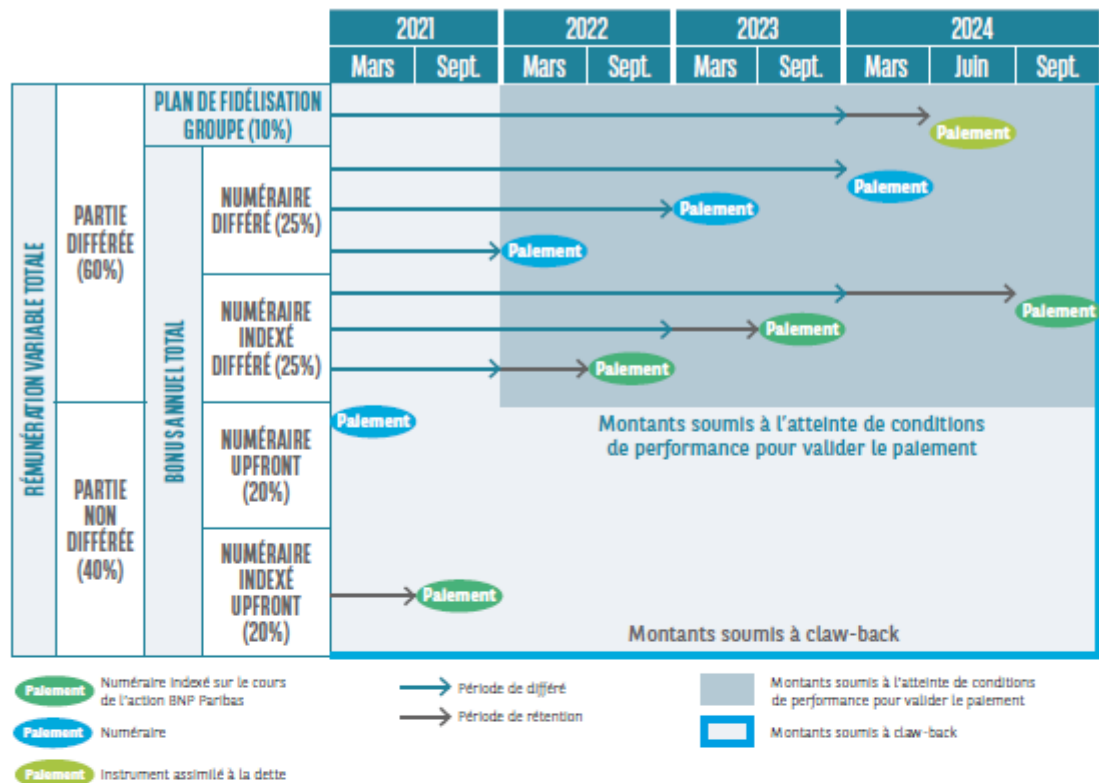 2021 2022 2023 2024
Mars Sept. Mars Sept. Mars Sept. Mars Juin Sept.
RÉMUNÉRATION VARIABLE TOTALE
PARTIE
DIFFÉRÉE
(60%)
PLAN DE FIDÉLISATION
GROUPE (10%)
Paiement
BONUS ANNUEL TOTAL
NUMÉRAIRE
DIFFÉRÉ (25%)
Paiement
Paiement
Paiement
NUMÉRAIRE
INDEXÉ
DIFFÉRÉ (25%)
Paiement
Paiement
Paiement
PARTIE
NON
DIFFÉRÉE
(40%)
NUMÉRAIRE
UPFRONT
(20%)
Paiement
Montants soumis à l'atteinte de conditions
de performance pour valider le paiement
NUMÉRAIRE
INDEXÉ
UPFRONT
(20%)
Paiement
Montants soumis à claw-back
Paiement Numéraire indexé sur le cours
de l'action BNP Paribas
Paiement Numéraire
Paiement Instrument assimilé à la dette
Période de différé
Période de rétention
Montants soumis à l'atteinte de conditions
de performance pour valider le paiement
Montants soumis à claw-back